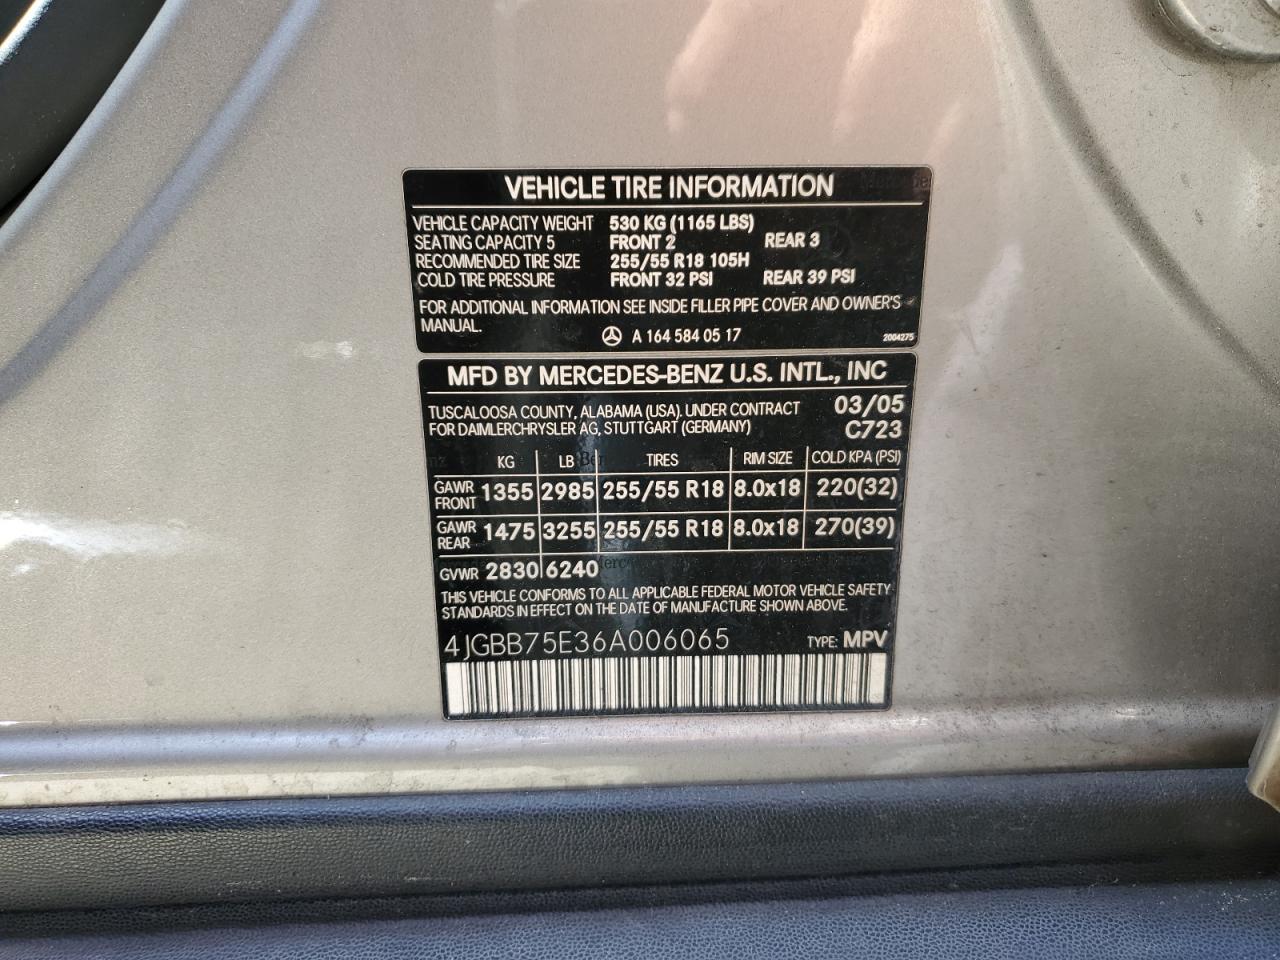 VEHICLE TIRE INFORMATION
VEHICLE CAPACITY WEIGHT 530 KG (1165 LBS)
SEATING CAPACITY 5 FRONT 2 REAR 3
RECOMMENDED TIRE SIZE 255/55 R18 105H
COLD TIRE PRESSURE FRONT 32 PSI REAR 39 PSI
FOR ADDITIONAL INFORMATION SEE INSIDE FILLER PIPE COVER AND OWNER'S
MANUAL.
A 164 584 05 17 2004275
MFD BY MERCEDES-BENZ U.S. INTL., INC
TUSCALOOSA COUNTY, ALABAMA (USA). UNDER CONTRACT 03/05
FOR DAIMLERCHRYSLER AG, STUTTGART (GERMANY) C723
KG LB TIRES RIM SIZE COLD KPA (PSI)
GAWR FRONT 1355 2985 255/55 R18 8.0x18 220(32)
GAWR REAR 1475 3255 255/55 R18 8.0x18 270(39)
GVWR 2830 6240
THIS VEHICLE CONFORMS TO ALL APPLICABLE FEDERAL MOTOR VEHICLE SAFETY
STANDARDS IN EFFECT ON THE DATE OF MANUFACTURE SHOWN ABOVE.
4JGBB75E36A006065 TYPE: MPV